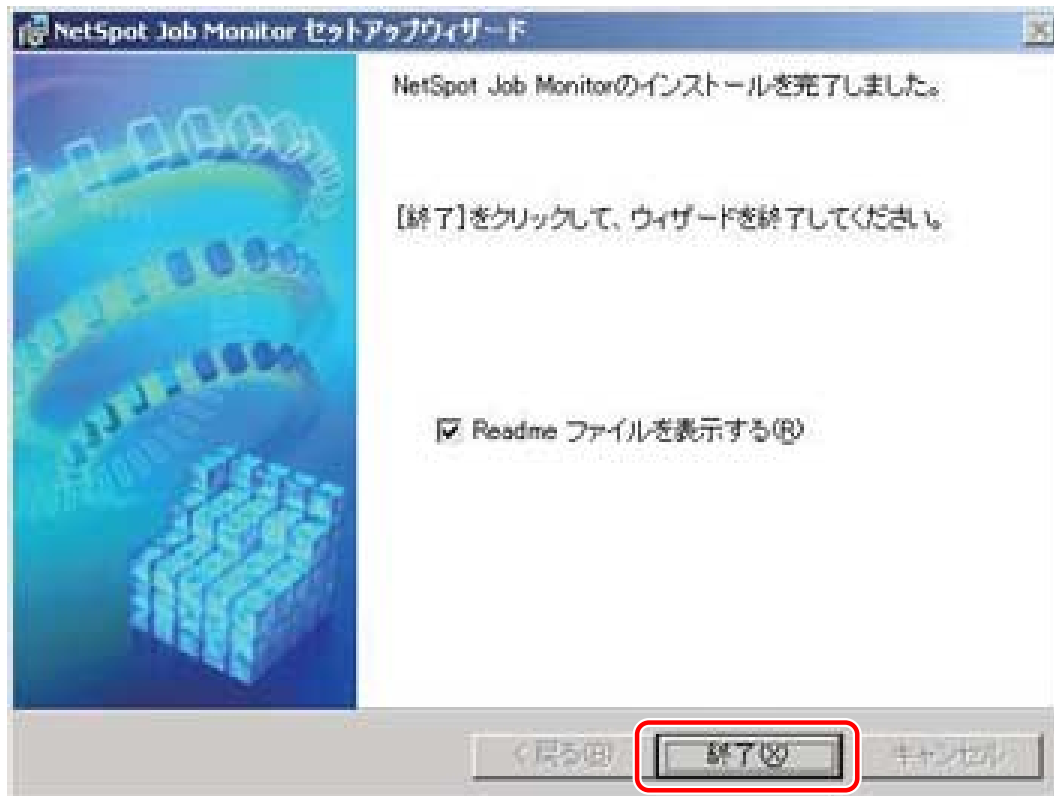 NetSpot Job Monitor セットアップウィザード
NetSpot Job Monitorのインストールを完了しました。
[終了]をクリックして、ウィザードを終了してください。
Readme ファイルを表示する(R)
< 戻る(B)
終了(X)
キャンセル